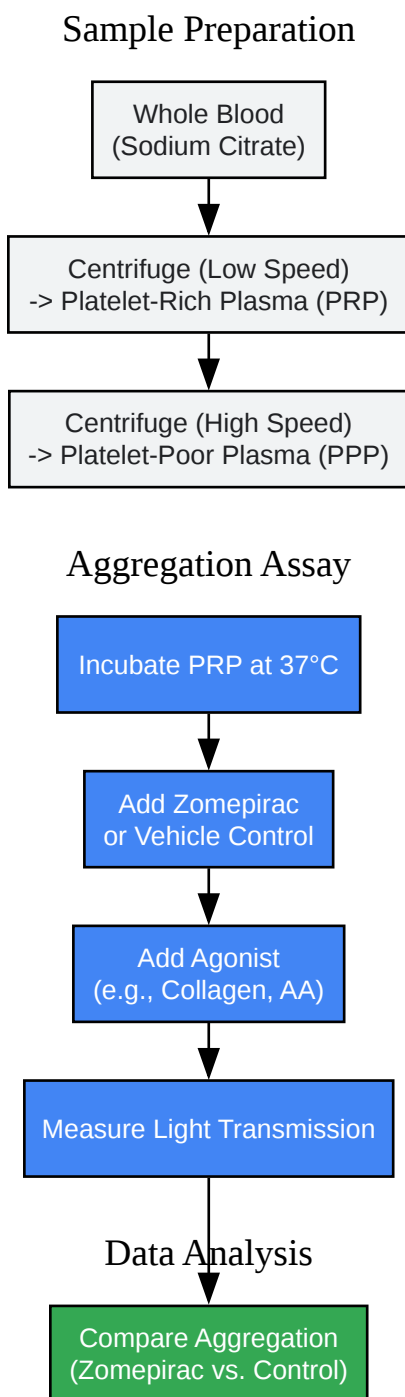 Sample Preparation
Whole Blood
(Sodium Citrate)
Centrifuge (Low Speed)
-> Platelet-Rich Plasma (PRP)
Centrifuge (High Speed)
-> Platelet-Poor Plasma (PPP)
Aggregation Assay
Incubate PRP at 37°C
Add Zomepirac
or Vehicle Control
Add Agonist
(e.g., Collagen, AA)
Measure Light Transmission
Data Analysis
Compare Aggregation
(Zomepirac vs. Control)